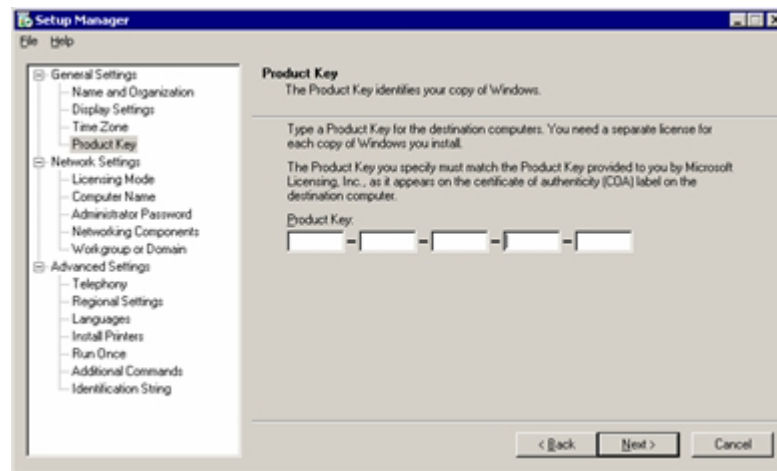 Setup Manager
File Help
General Settings
Name and Organization
Display Settings
Time Zone
Product Key
Network Settings
Licensing Mode
Computer Name
Administrator Password
Networking Components
Workgroup or Domain
Advanced Settings
Telephony
Regional Settings
Languages
Install Printers
Run Once
Additional Commands
Identification String
Product Key
The Product Key identifies your copy of Windows.
Type a Product Key for the destination computers. You need a separate license for
each copy of Windows you install.
The Product Key you specify must match the Product Key provided to you by Microsoft
Licensing, Inc., as it appears on the certificate of authenticity (COA) label on the
destination computer.
Product Key:
< Back Next > Cancel